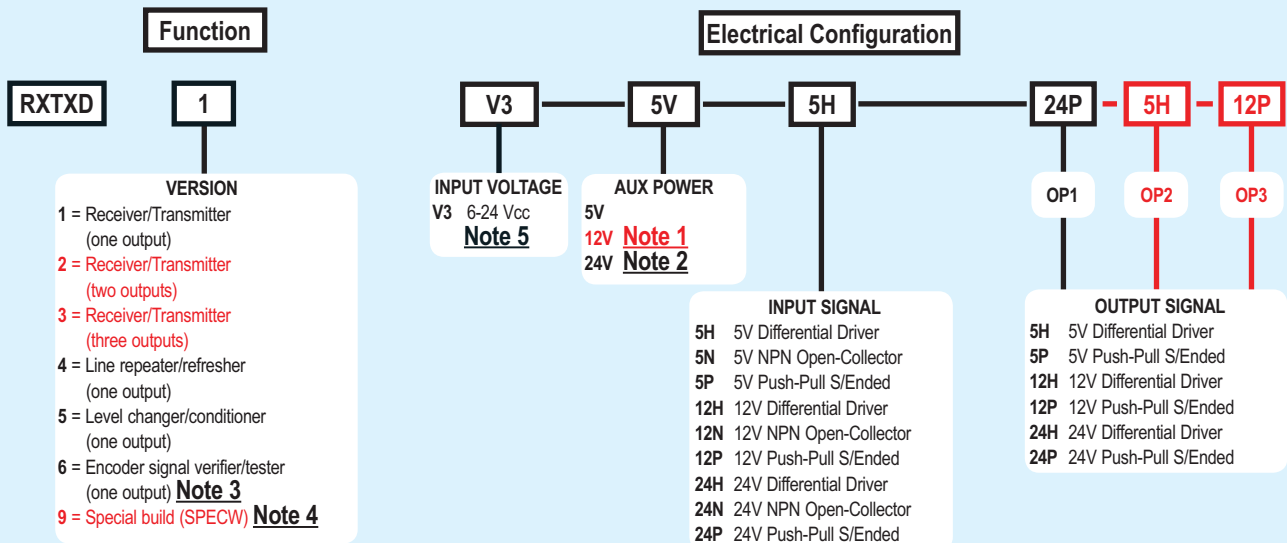 Function
Electrical Configuration
RXTXD 1 V3 5V 5H 24P 5H 12P
VERSION
1 = Receiver/Transmitter
(one output)
2 = Receiver/Transmitter
(two outputs)
3 = Receiver/Transmitter
(three outputs)
4 = Line repeater/refresher
(one output)
5 = Level changer/conditioner
(one output)
6 = Encoder signal verifier/tester
(one output) Note 3
9 = Special build (SPECW) Note 4
INPUT VOLTAGE
V3 6-24 Vcc
Note 5
AUX POWER
5V
12V Note 1
24V Note 2
INPUT SIGNAL
5H 5V Differential Driver
5N 5V NPN Open-Collector
5P 5V Push-Pull S/Ended
12H 12V Differential Driver
12N 12V NPN Open-Collector
12P 12V Push-Pull S/Ended
24H 24V Differential Driver
24N 24V NPN Open-Collector
24P 24V Push-Pull S/Ended
OP1 OP2 OP3
OUTPUT SIGNAL
5H 5V Differential Driver
5P 5V Push-Pull S/Ended
12H 12V Differential Driver
12P 12V Push-Pull S/Ended
24H 24V Differential Driver
24P 24V Push-Pull S/Ended